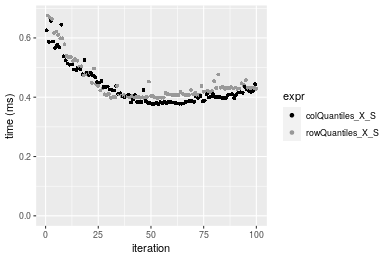 0.6
0.4
0.2
0.0
time (ms)
0
25
50
75
100
iteration
expr
colQuantiles_X_S
rowQuantiles_X_S